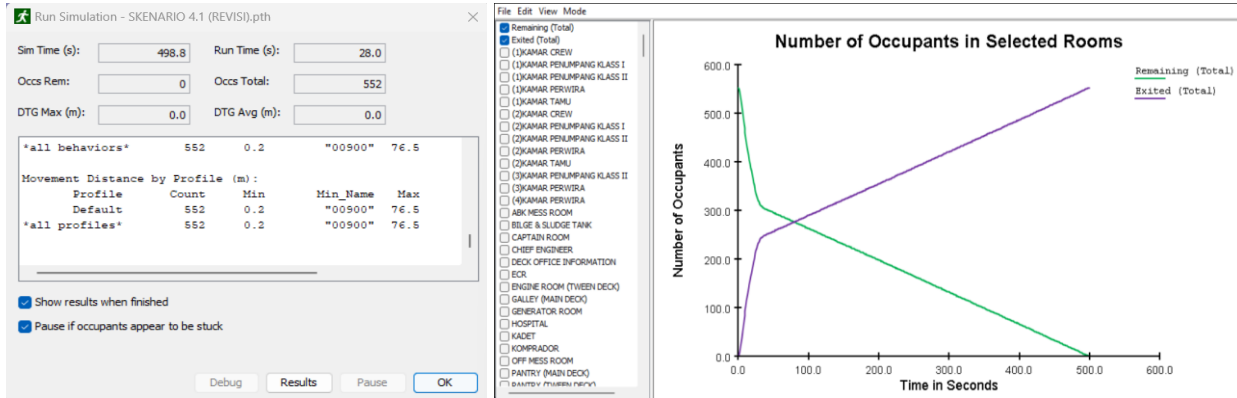 Run Simulation - SKENARIO 4.1 (REVISI).pth
Sim Time (s): 498.8 Run Time (s): 28.0
Occs Rem: 0 Occs Total: 552
DTG Max (m): 0.0 DTG Avg (m): 0.0
*all behaviors* 552 0.2 "00900" 76.5
Movement Distance by Profile (m):
Profile Count Min Min_Name Max
Default 552 0.2 "00900" 76.5
*all profiles* 552 0.2 "00900" 76.5
Show results when finished
Pause if occupants appear to be stuck
Debug Results Pause OK
File Edit View Mode
Remaining (Total)
Exited (Total)
(1)KAMAR CREW
(1)KAMAR PENUMPANG KLASS I
(1)KAMAR PENUMPANG KLASS II
(1)KAMAR PERWIRA
(1)KAMAR TAMU
(2)KAMAR CREW
(2)KAMAR PENUMPANG KLASS I
(2)KAMAR PENUMPANG KLASS II
(2)KAMAR PERWIRA
(2)KAMAR TAMU
(3)KAMAR PENUMPANG KLASS II
(3)KAMAR PERWIRA
(4)KAMAR PERWIRA
ABK MESS ROOM
BILGE & SLUDGE TANK
CAPTAIN ROOM
CHIEF ENGINEER
DECK OFFICE INFORMATION
ECR
ENGINE ROOM (TWEEN DECK)
GALLEY (MAIN DECK)
GENERATOR ROOM
HOSPITAL
KADET
KOMPRADOR
OFF MESS ROOM
PANTRY (MAIN DECK)
PANTRY (TWEEN DECK)
Number of Occupants in Selected Rooms
Remaining (Total)
Exited (Total)
Number of Occupants
600.0
500.0
400.0
300.0
200.0
100.0
0.0
0.0 100.0 200.0 300.0 400.0 500.0 600.0
Time in Seconds